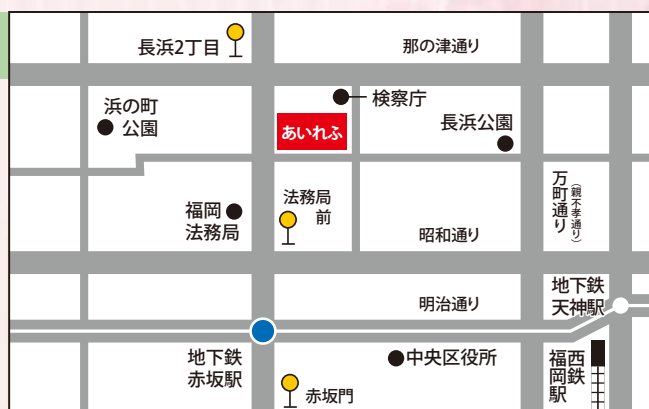 長浜2丁目
那の津通り
検察庁
浜の町
公園
あいれふ
長浜公園
法務局
前
福岡
法務局
昭和通り
万町通り
(親不孝通り)
明治通り
地下鉄
天神駅
地下鉄
赤坂駅
中央区役所
西鉄
福岡駅
赤坂門